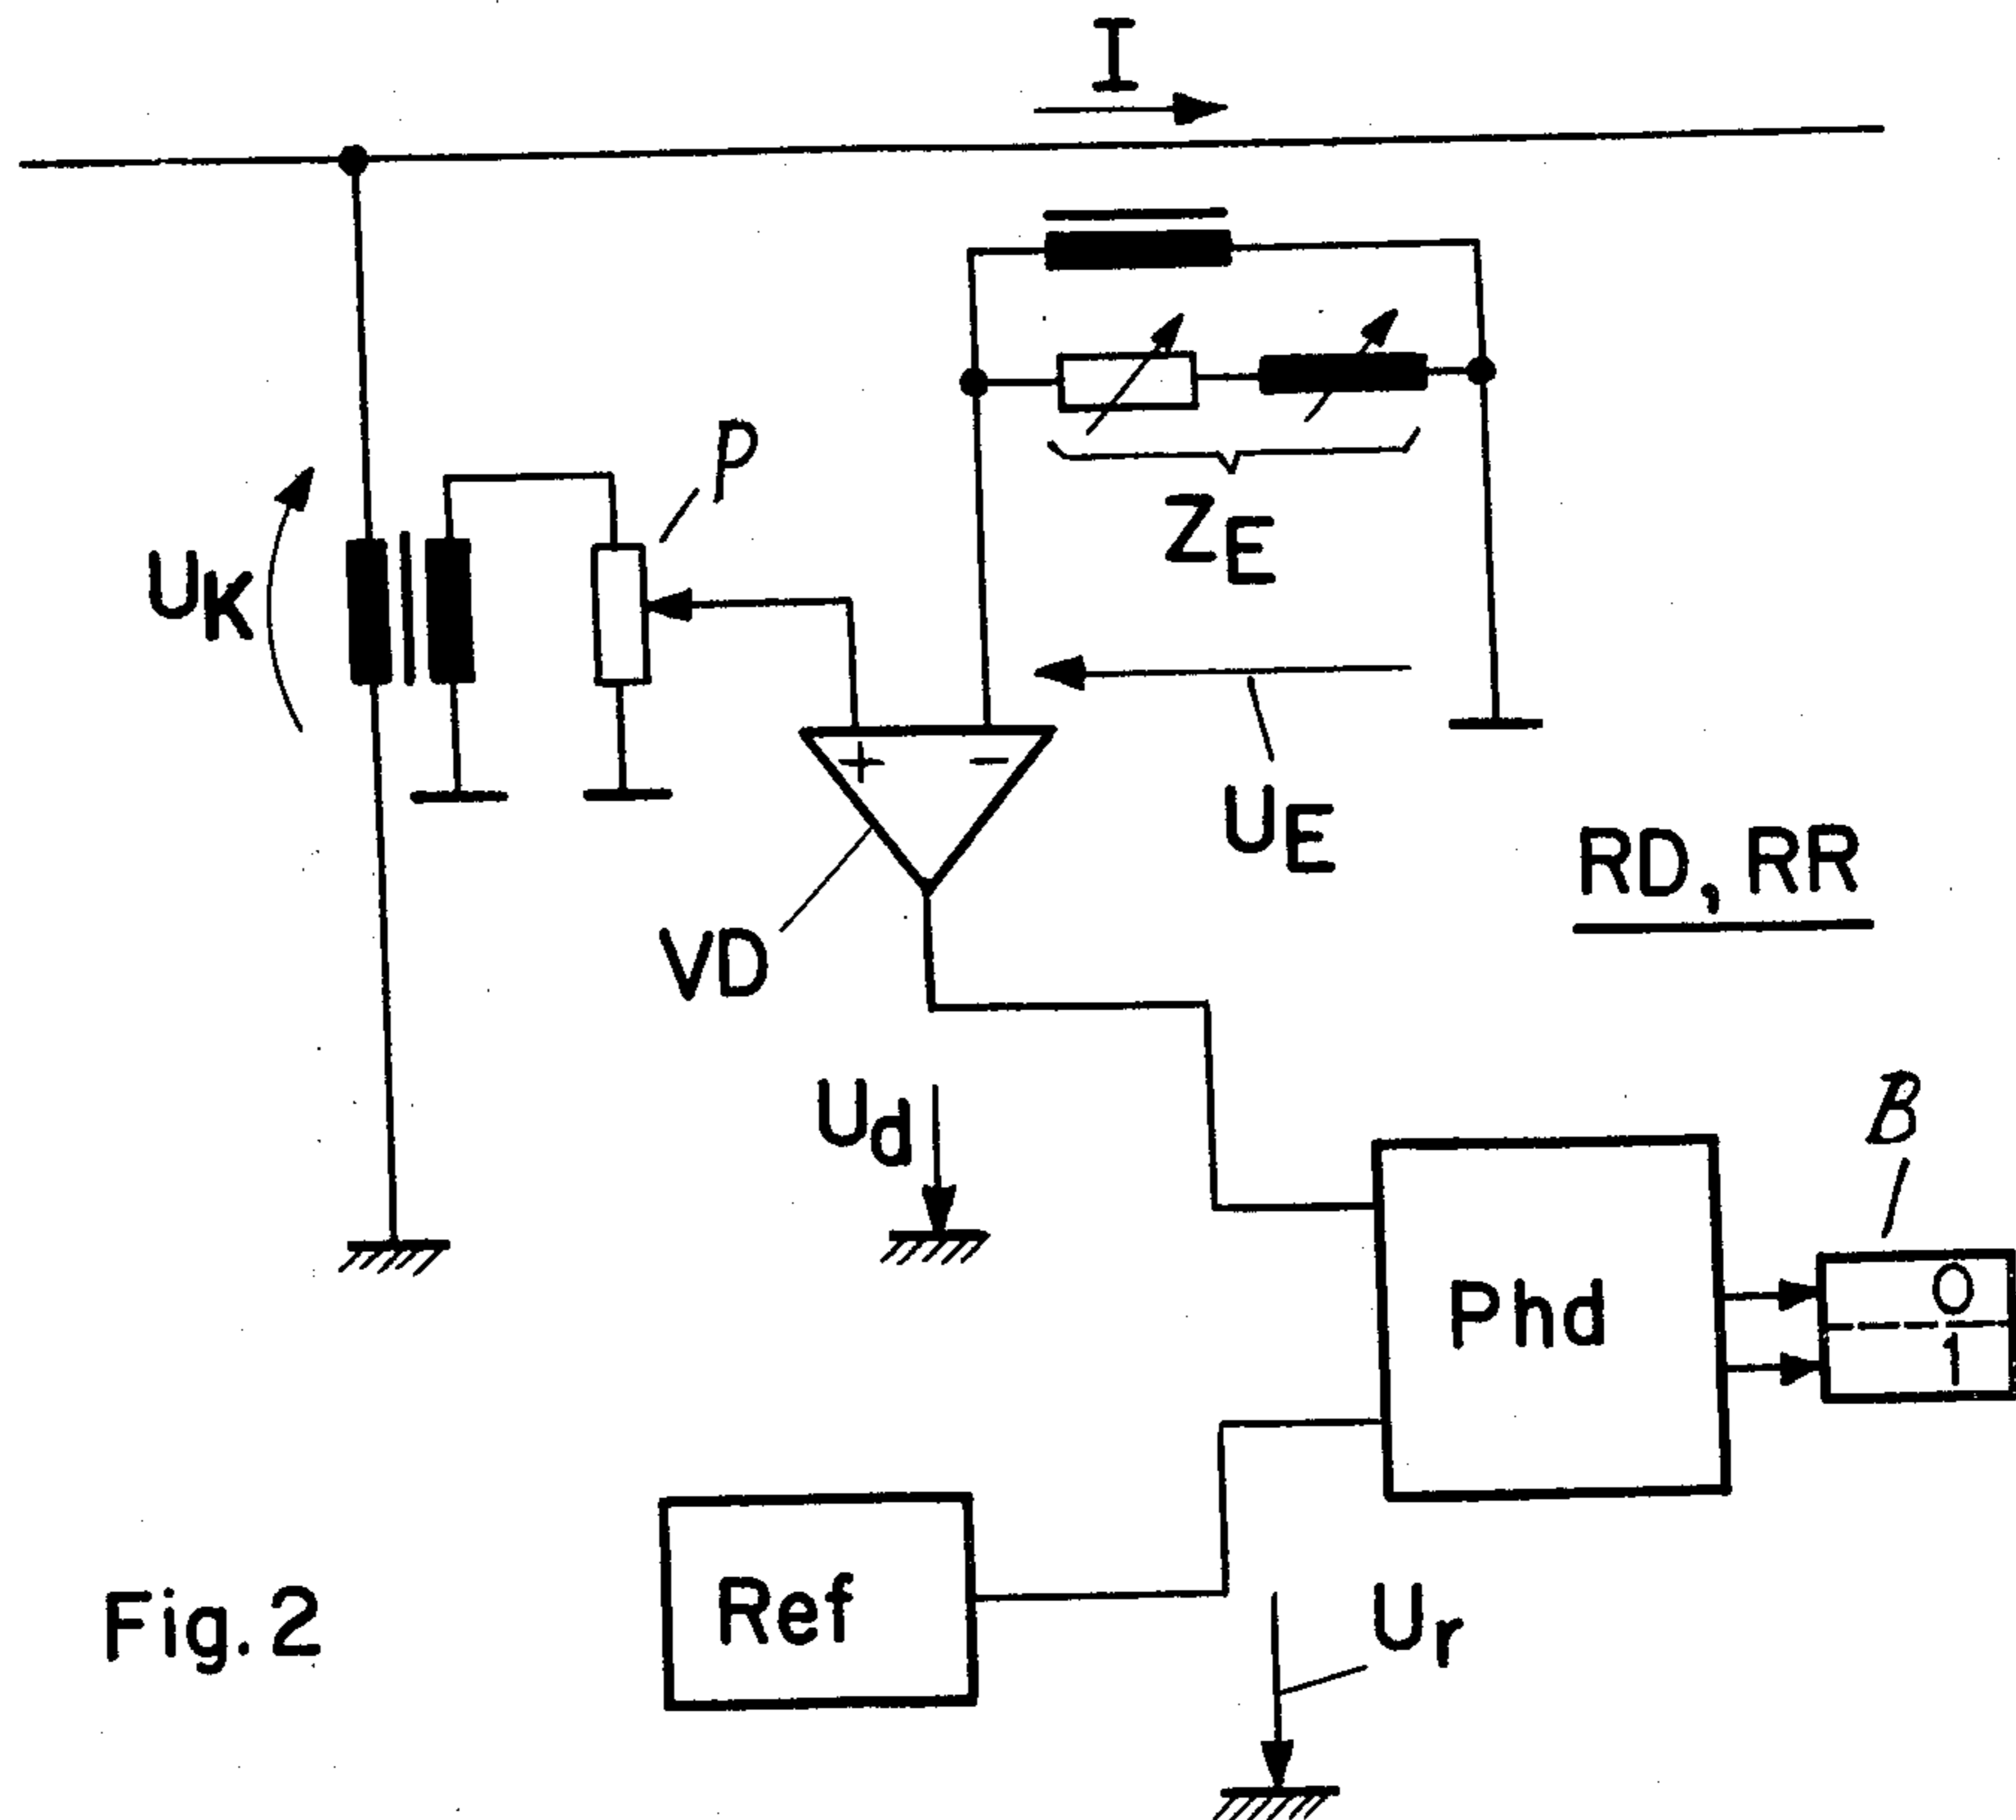 I
P
UK
ZE
+ −
UE
RD, RR
VD
Ud
B
Phd
0
1
Ref
Ur
Fig. 2